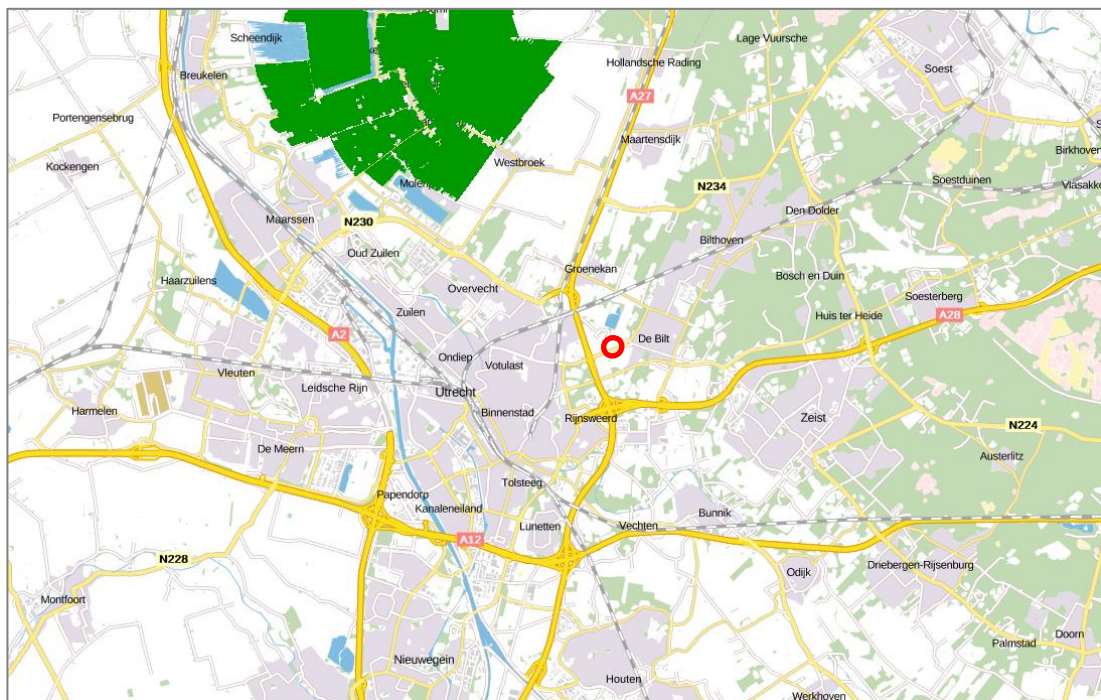 Scheendijk
Lage Vuursche
Hollandsche Rading
Soest
Breukelen
A27
Portengensebrug
Maartensdijk
Birkhoven
Westbroek
Kockengen
Soestduinen
N234
Vlasakke
Molenp
Den Dolder
Maarssen
N230
Bilthoven
Oud Zuilen
Groenekan
Bosch en Duin
Haarzuilens
Overvecht
Soesterberg
Zuilen
Huis ter Heide
A28
A2
De Bilt
Ondiep
Votulast
Vleuten
Leidsche Rijn
Utrecht
Harmelen
Binnenstad
Rijnsweerd
Zeist
N224
De Meern
Austerlitz
Tolsteeg
Papendorp
Kanaleneiland
Bunnik
Lunetten
Vechten
A12
N228
Odijk
Driebergen-Rijsenburg
Montfoort
Doorn
Palmstad
Nieuwegein
Houten
Werkhoven